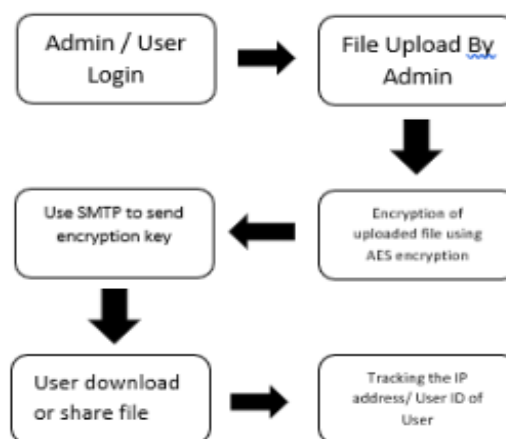 Admin / User
Login
File Upload By
Admin
Encryption of
uploaded file using
AES encryption
Use SMTP to send
encryption key
User download
or share file
Tracking the IP
address/ User ID of
User